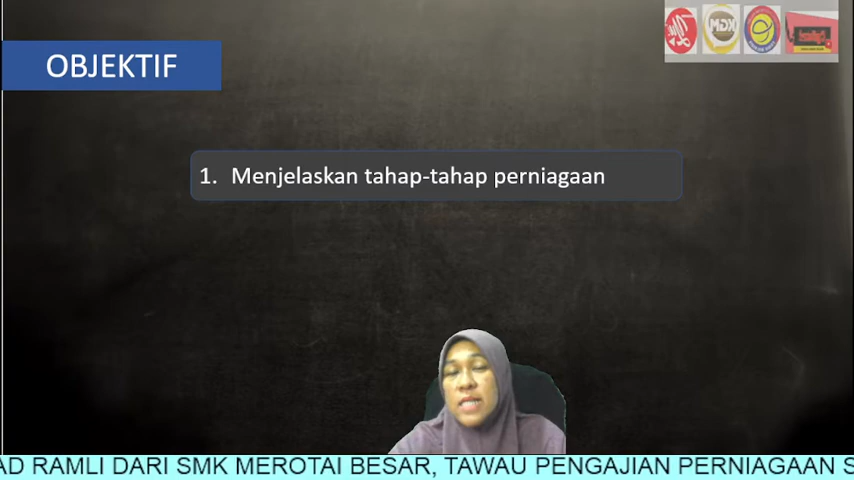 OBJEKTIF
1. Menjelaskan tahap-tahap perniagaan
AD RAMLI DARI SMK MEROTAI BESAR, TAWAU PENGAJIAN PERNIAGAAN S